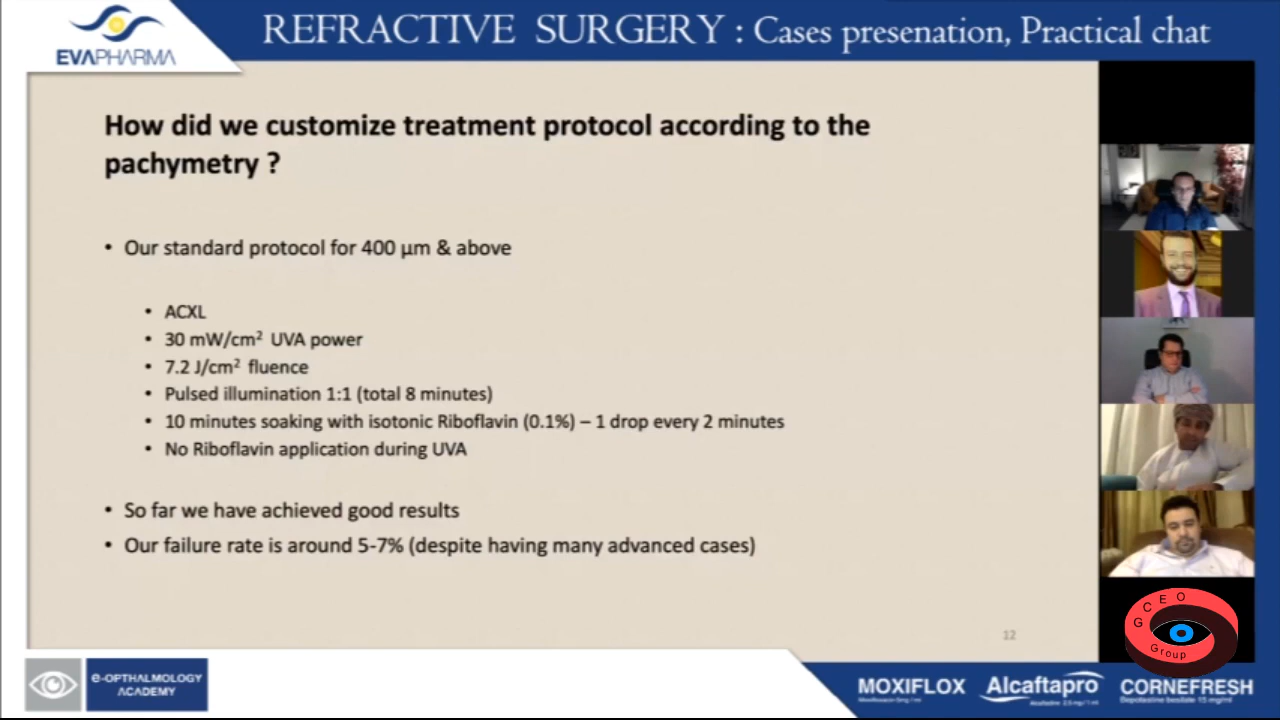 REFRACTIVE SURGERY : Cases presenation, Practical chat
EVAPHARMA
How did we customize treatment protocol according to the
pachymetry ?
• Our standard protocol for 400 µm & above
• ACXL
• 30 mW/cm² UVA power
• 7.2 J/cm² fluence
• Pulsed illumination 1:1 (total 8 minutes)
• 10 minutes soaking with isotonic Riboflavin (0.1%) – 1 drop every 2 minutes
• No Riboflavin application during UVA
• So far we have achieved good results
• Our failure rate is around 5-7% (despite having many advanced cases)
12
GCEO
Group
e-OPTHALMOLOGY
ACADEMY
MOXIFLOX Alcaftapro CORNEFRESH